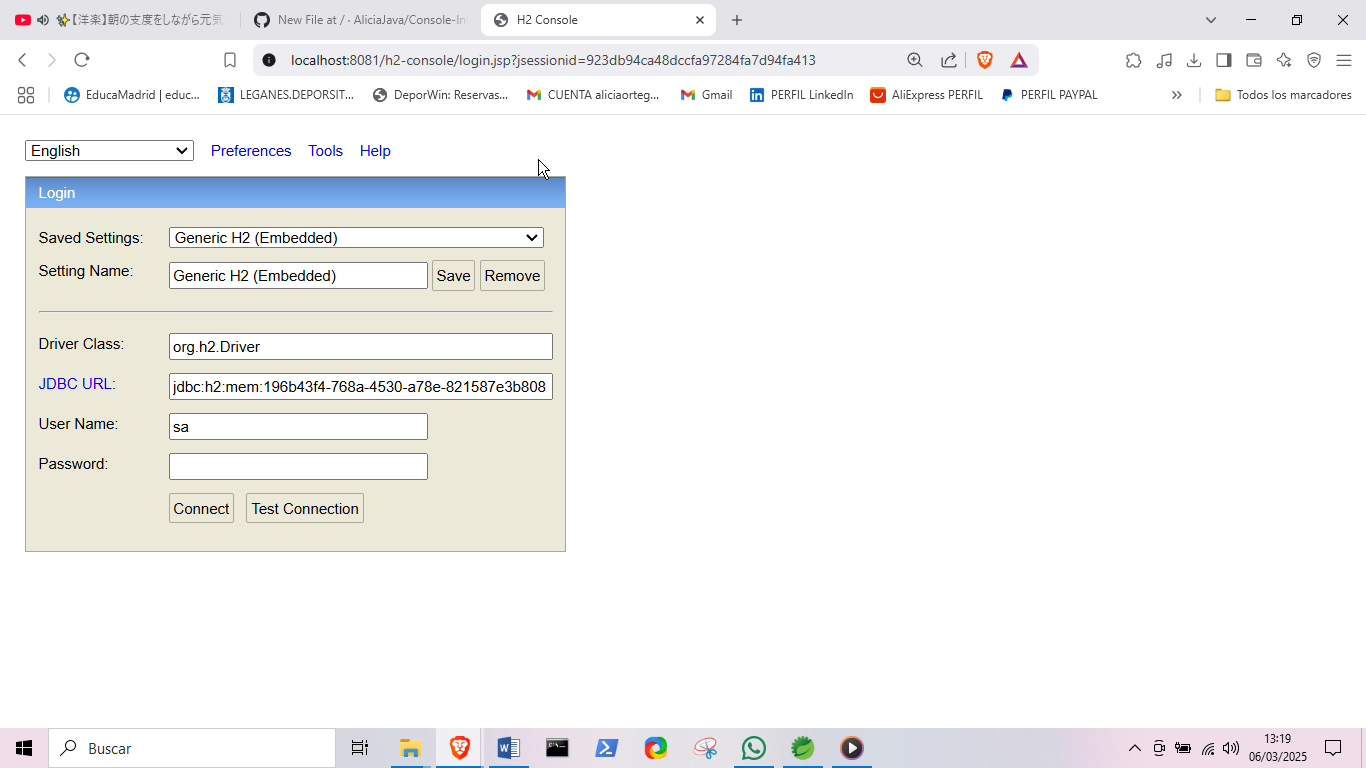 ✨【洋楽】朝の支度をしながら元気
New File at / · AliciaJava/Console-In
H2 Console
localhost:8081/h2-console/login.jsp?jsessionid=923db94ca48dccfa97284fa7d94fa413
EducaMadrid | educ...
LEGANES.DEPORSIT...
DeporWin: Reservas...
CUENTA aliciaorteg...
Gmail
PERFIL LinkedIn
AliExpress PERFIL
PERFIL PAYPAL
»
Todos los marcadores
English
Preferences
Tools
Help
Login
Saved Settings:
Generic H2 (Embedded)
Setting Name:
Generic H2 (Embedded)
Save
Remove
Driver Class:
org.h2.Driver
JDBC URL:
jdbc:h2:mem:196b43f4-768a-4530-a78e-821587e3b808
User Name:
sa
Password:
Connect
Test Connection
Buscar
13:19
06/03/2025